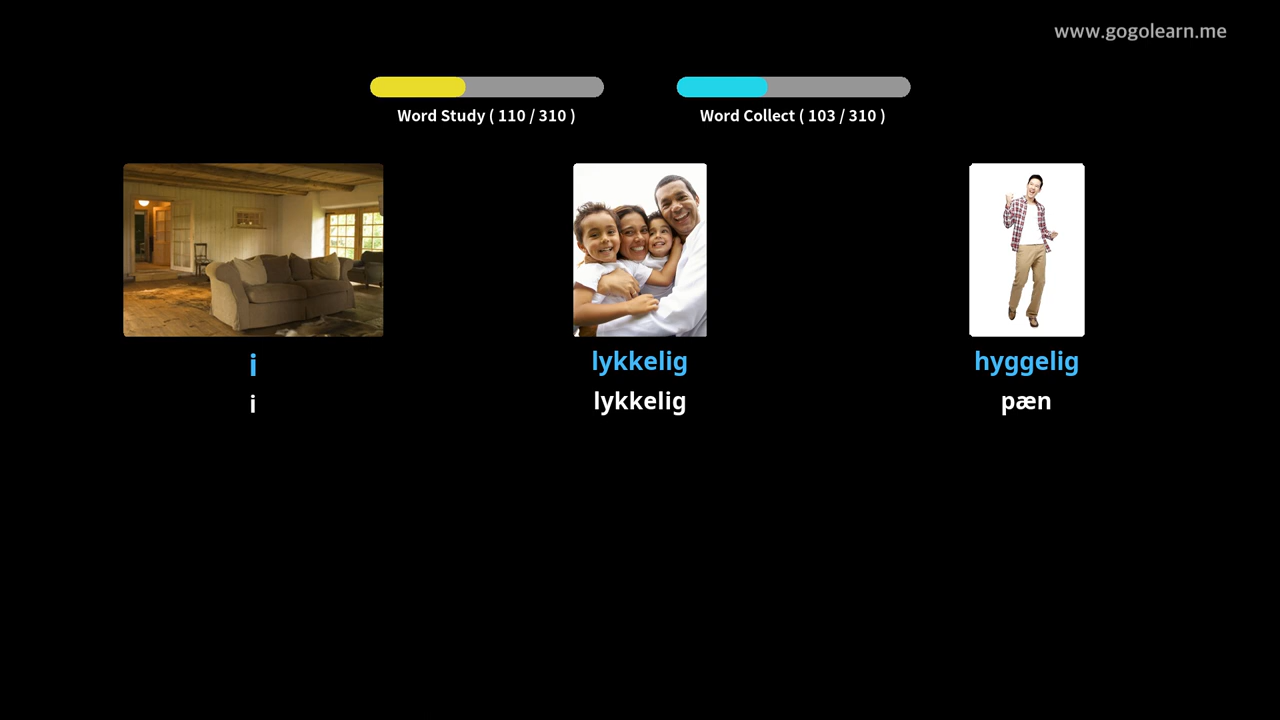 www.gogolearn.me
Word Study ( 110 / 310 )
Word Collect ( 103 / 310 )
i
lykkelig
hyggelig
i
lykkelig
pæn